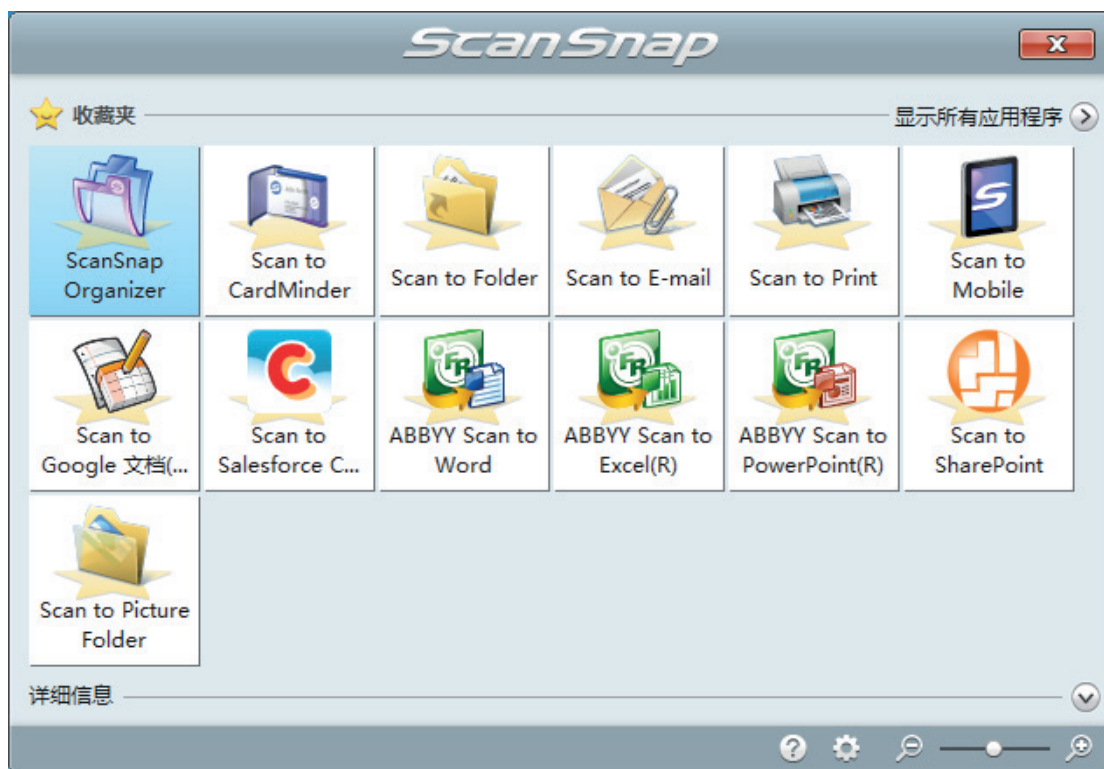 ScanSnap
收藏夹
显示所有应用程序
ScanSnap
Organizer
Scan to
CardMinder
Scan to Folder
Scan to E-mail
Scan to Print
Scan to
Mobile
Scan to
Google 文档(...
Scan to
Salesforce C...
ABBYY Scan to
Word
ABBYY Scan to
Excel(R)
ABBYY Scan to
PowerPoint(R)
Scan to
SharePoint
Scan to Picture
Folder
详细信息